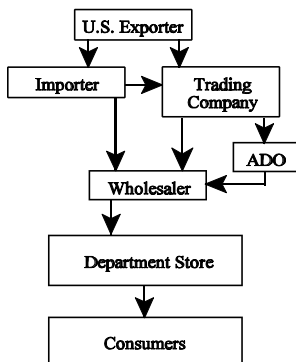 U.S. Exporter
Importer
Trading
Company
ADO
Wholesaler
Department Store
Consumers